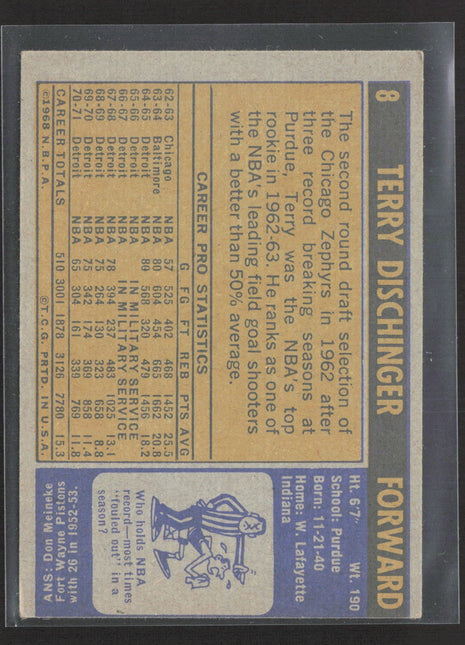 8 TERRY DISCHINGER FORWARD
The second round draft selection of
the Chicago Zephyrs in 1962 after
three record breaking seasons at
Purdue, Terry was the NBA's top
rookie in 1962-63. He ranks as one of
the NBA's leading field goal shooters
with a better than 50% average.
CAREER PRO STATISTICS
G FG FT REB PTS AVG
62-63 Chicago NBA 57 525 402 468 1452 25.5
63-64 Baltimore NBA 80 604 454 665 1662 20.8
64-65 Detroit NBA 80 568 320 479 1456 18.2
65-66 Detroit IN MILITARY SERVICE
66-67 Detroit IN MILITARY SERVICE
67-68 Detroit NBA 78 394 237 483 1025 13.1
68-69 Detroit NBA 75 264 130 323 658 8.8
69-70 Detroit NBA 75 342 174 369 858 11.4
70-71 Detroit NBA 65 304 161 339 769 11.8
CAREER TOTALS 510 3001 1878 3126 7780 15.3
©1968 N.B.P.A. ©T.C.G. PRTD. IN U.S.A.
Ht. 6'7" Wt. 190
School: Purdue
Born: 11-21-40
Home: W. Lafayette
Indiana
Who holds NBA
record—most times
"fouled out" in a
season?
ANS: Don Meineke
Fort Wayne Pistons
with 26 in 1952-53.